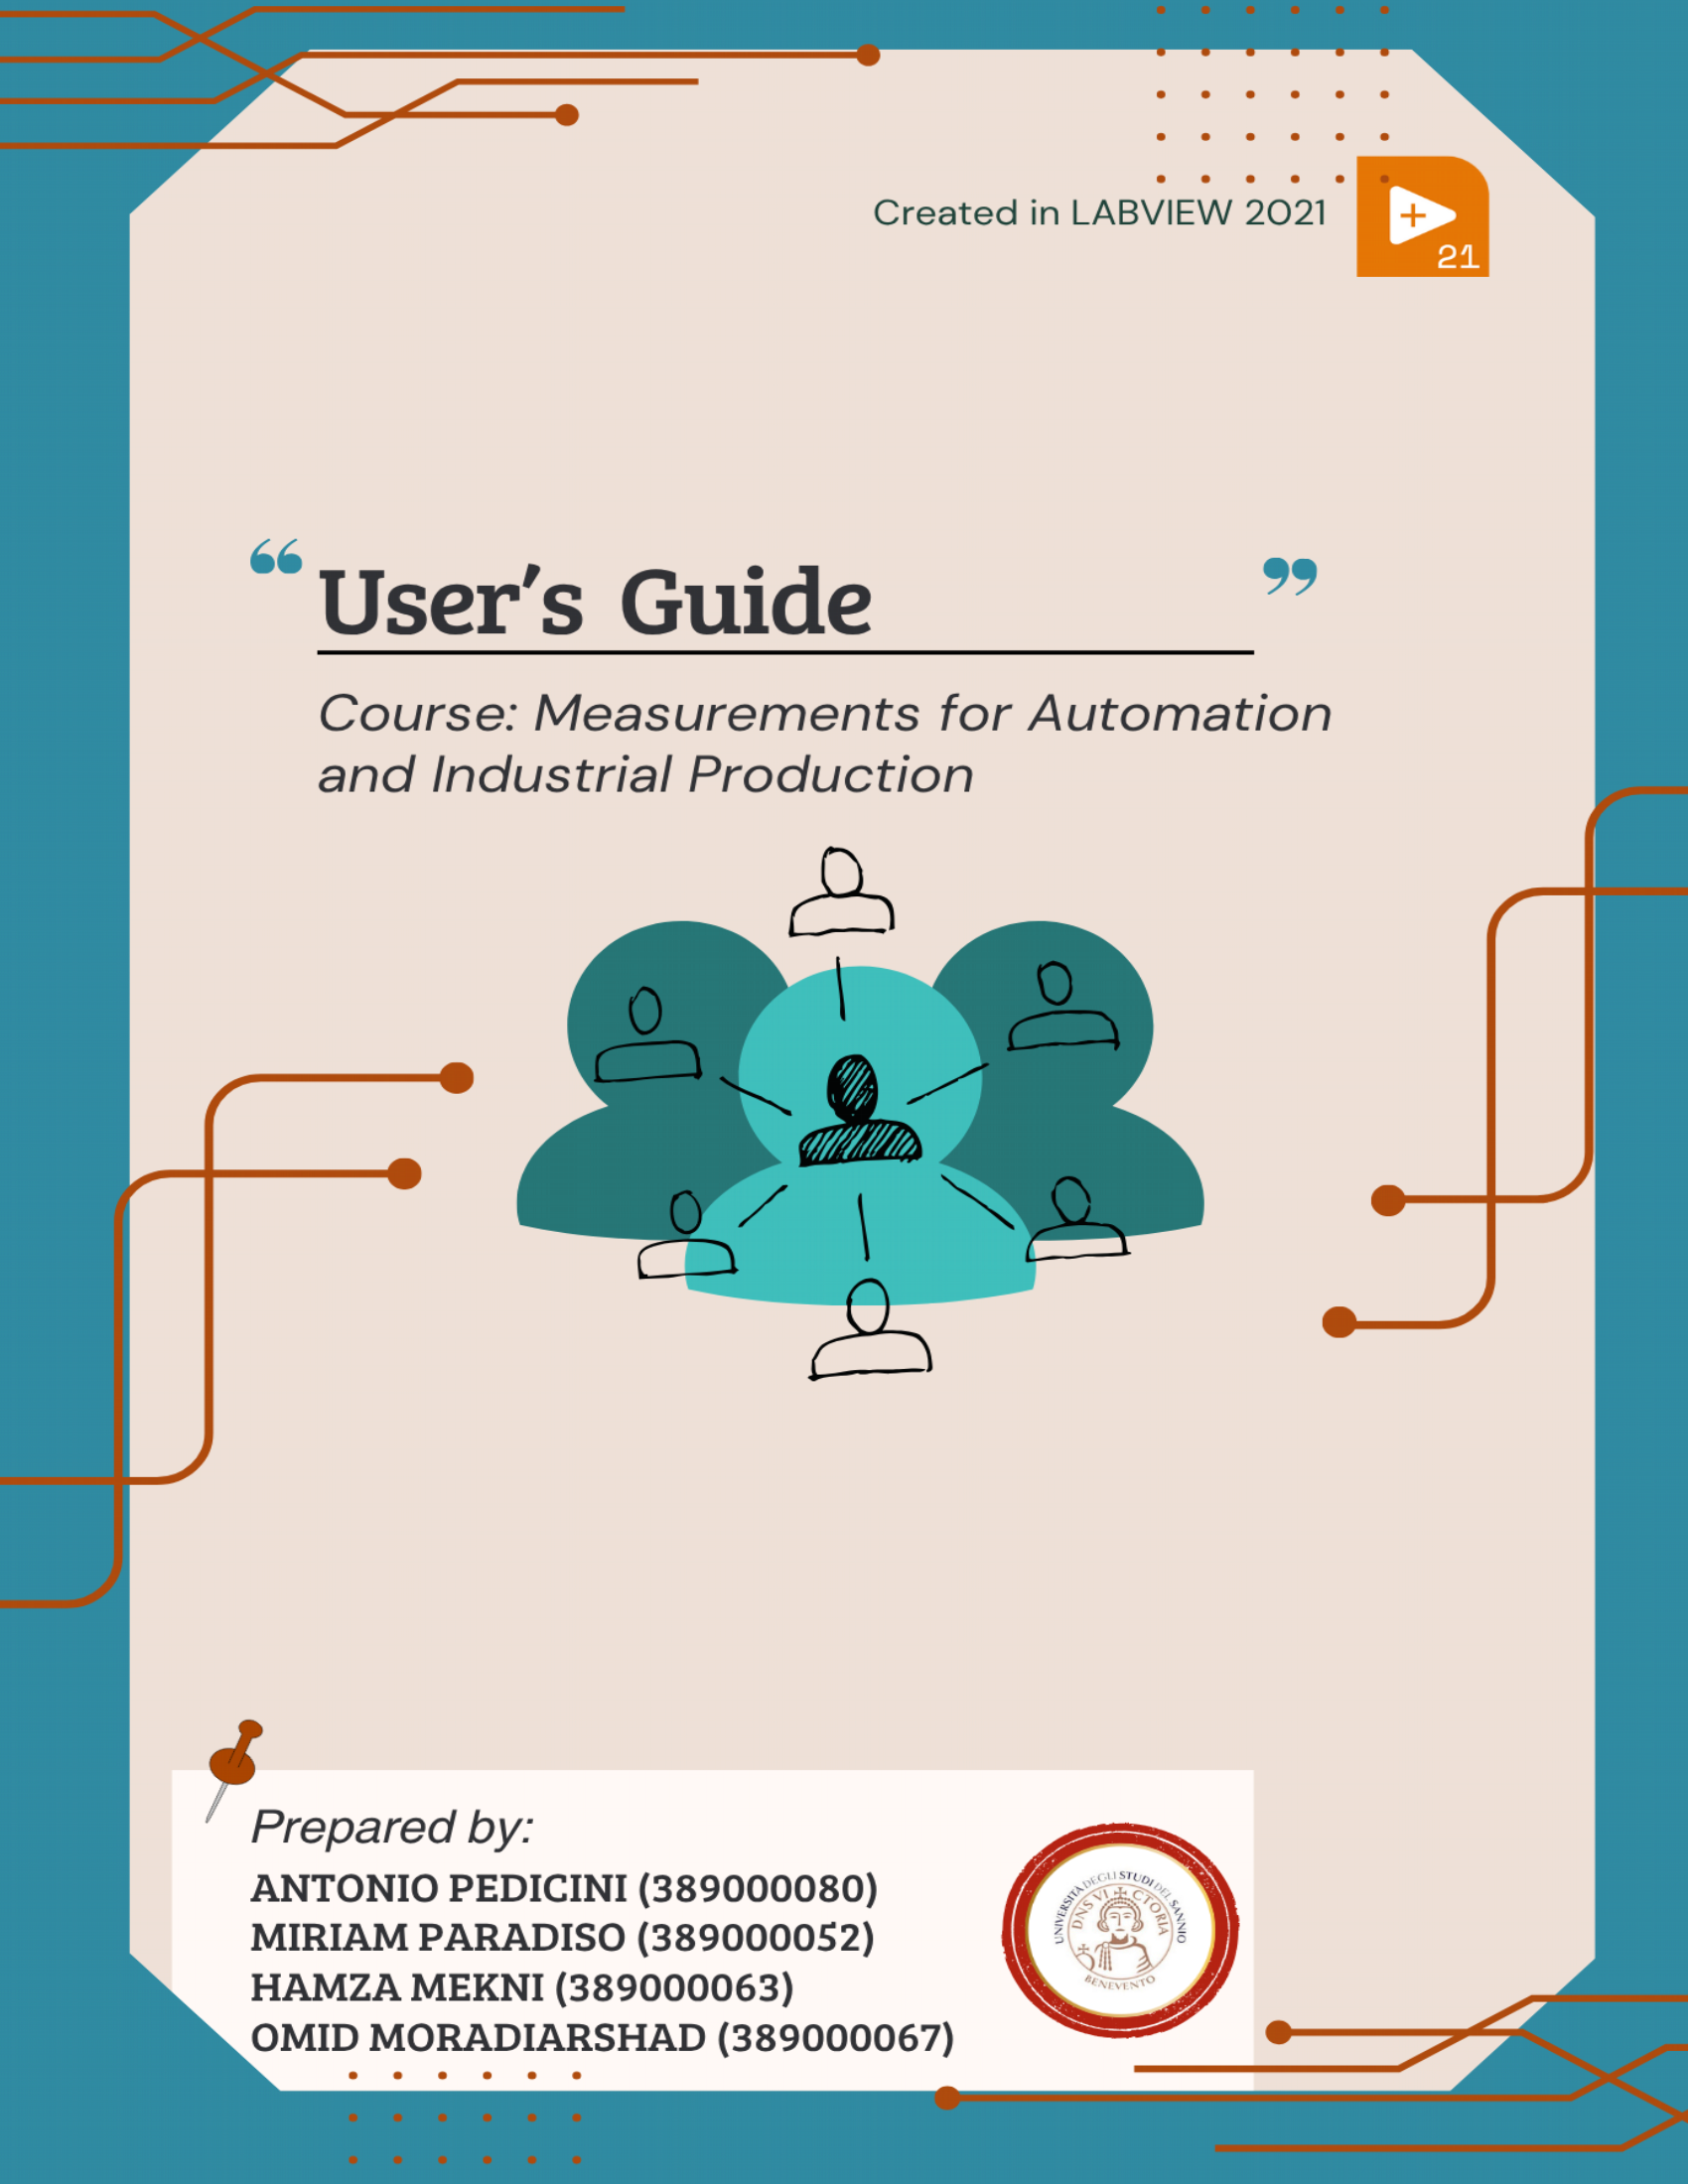 Created in LABVIEW 2021
21
“ User’s Guide ”
Course: Measurements for Automation
and Industrial Production
Prepared by:
ANTONIO PEDICINI (389000080)
MIRIAM PARADISO (389000052)
HAMZA MEKNI (389000063)
OMID MORADIARSHAD (389000067)
UNIVERSITÀ DEGLI STUDI DEL SANNIO
DNS VICTORIA
BENEVENTO